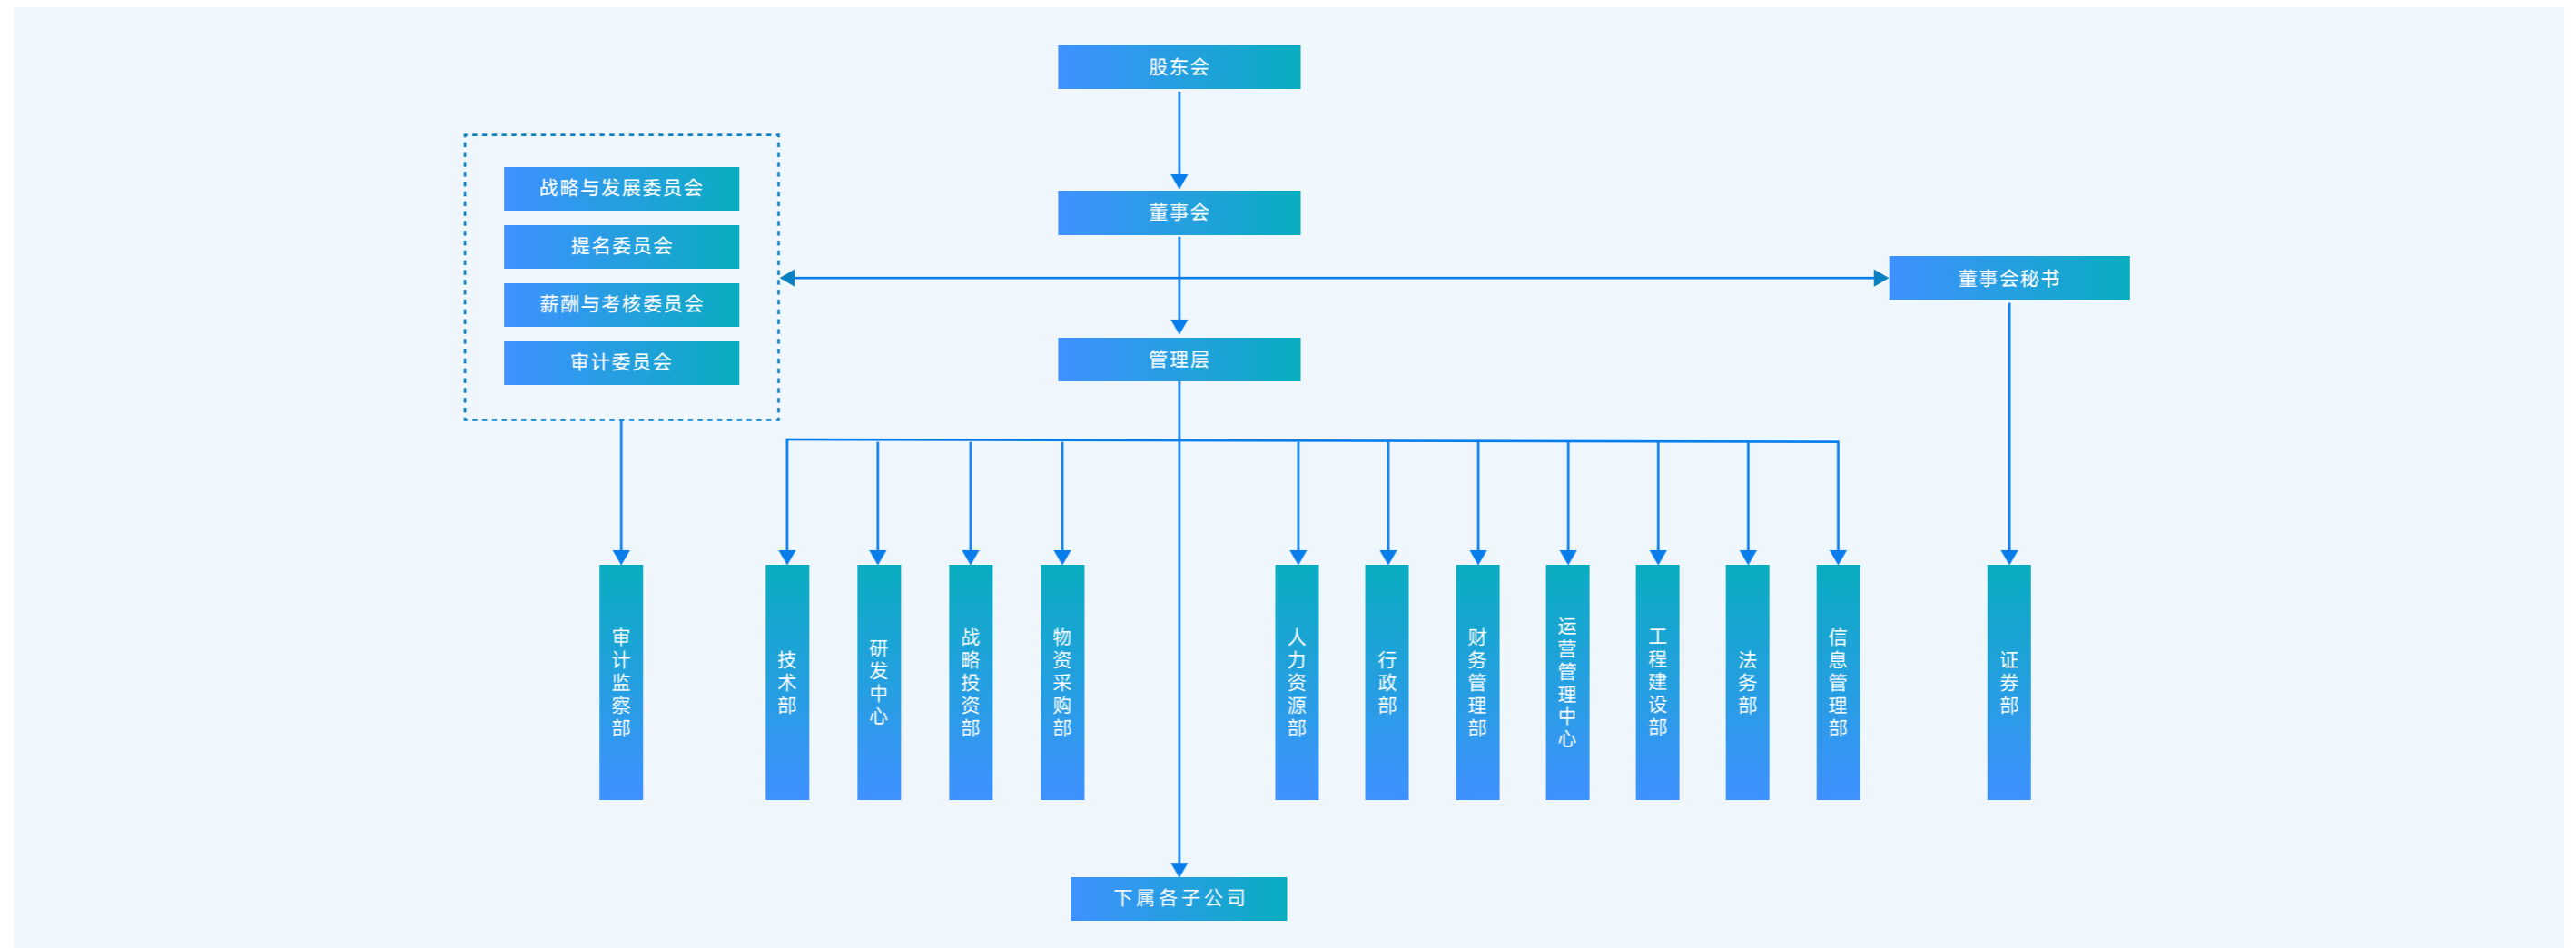 股东会
战略与发展委员会
提名委员会
薪酬与考核委员会
审计委员会
董事会
董事会秘书
管理层
审计监察部
技术部
研发中心
战略投资部
物资采购部
人力资源部
行政部
财务管理部
运营管理中心
工程建设部
法务部
信息管理部
证券部
下属各子公司